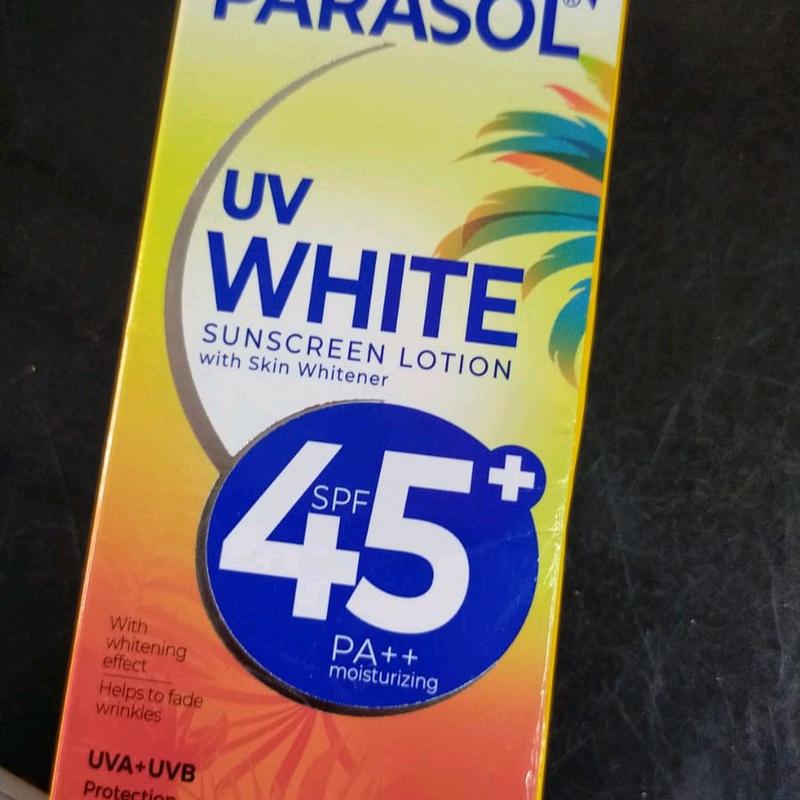 PARASOL®
UV
WHITE
SUNSCREEN LOTION
with Skin Whitener
SPF
45+
PA++
moisturizing
With
whitening
effect
Helps to fade
wrinkles
UVA+UVB
Protection